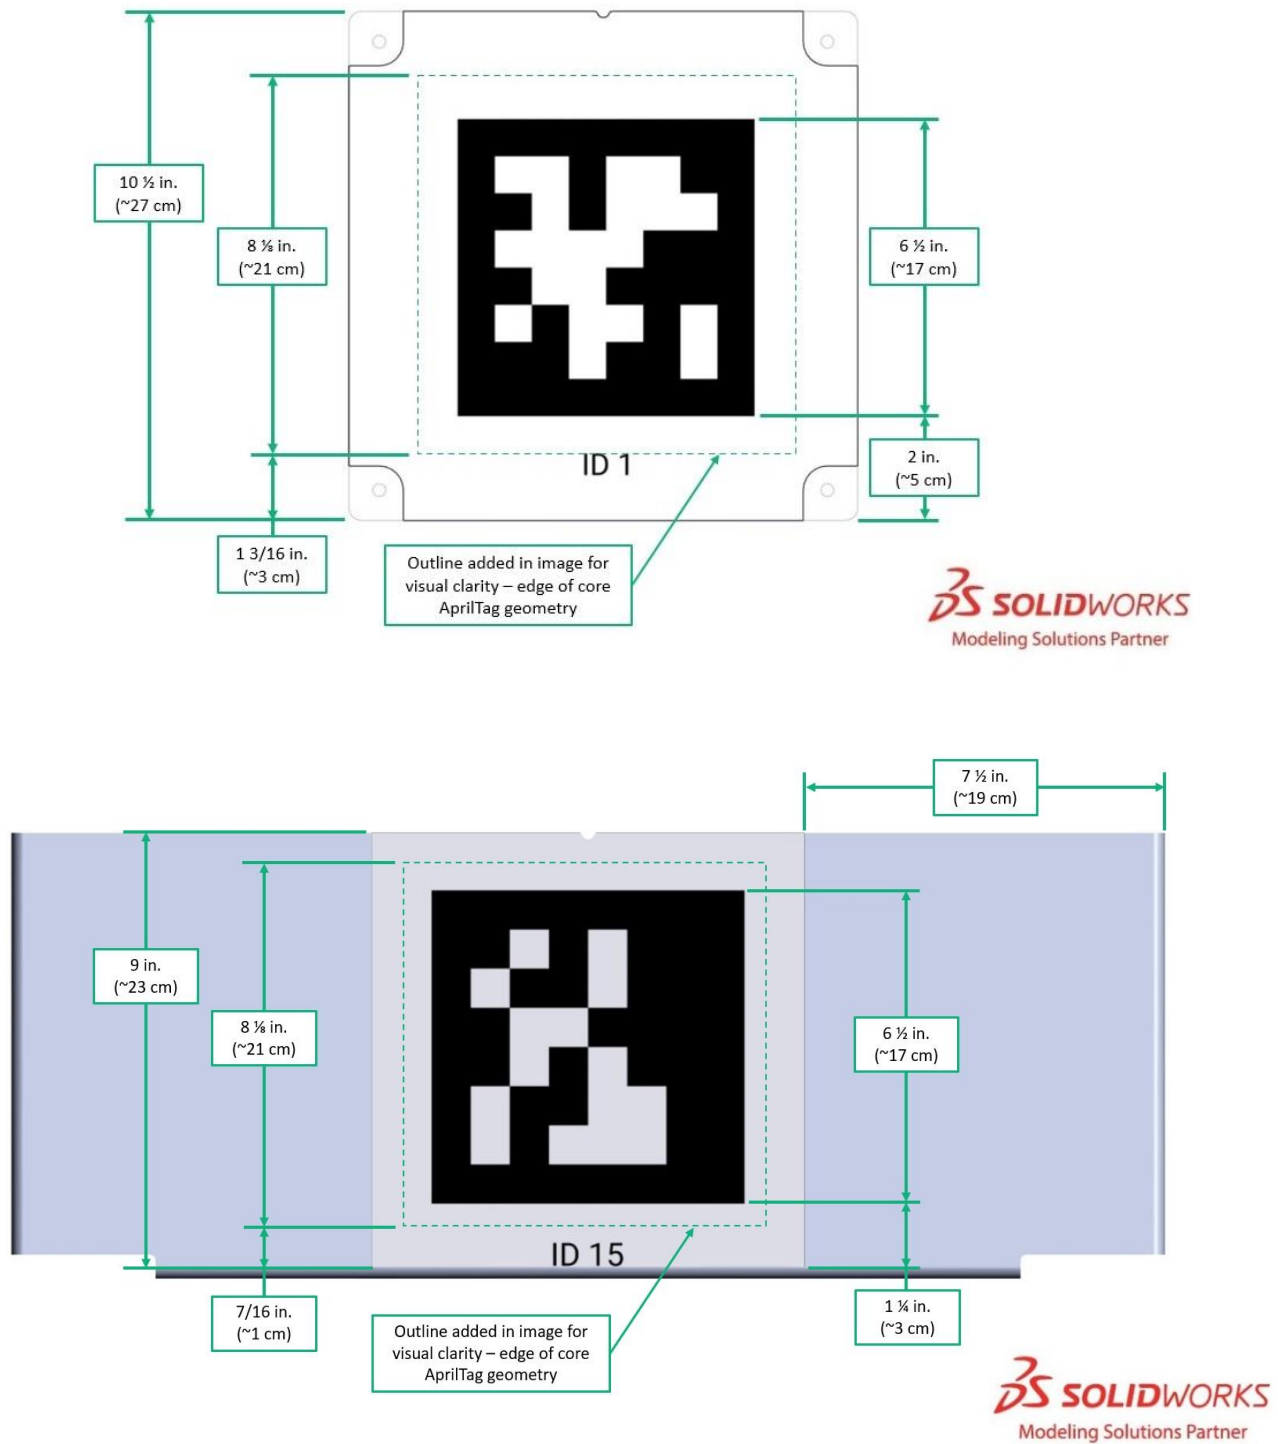 10 ½ in.
(~27 cm)
8 ⅛ in.
(~21 cm)
6 ½ in.
(~17 cm)
2 in.
(~5 cm)
ID 1
1 3/16 in.
(~3 cm)
Outline added in image for
visual clarity – edge of core
AprilTag geometry
SOLIDWORKS
Modeling Solutions Partner
7 ½ in.
(~19 cm)
9 in.
(~23 cm)
8 ⅛ in.
(~21 cm)
6 ½ in.
(~17 cm)
ID 15
7/16 in.
(~1 cm)
1 ¼ in.
(~3 cm)
Outline added in image for
visual clarity – edge of core
AprilTag geometry
SOLIDWORKS
Modeling Solutions Partner